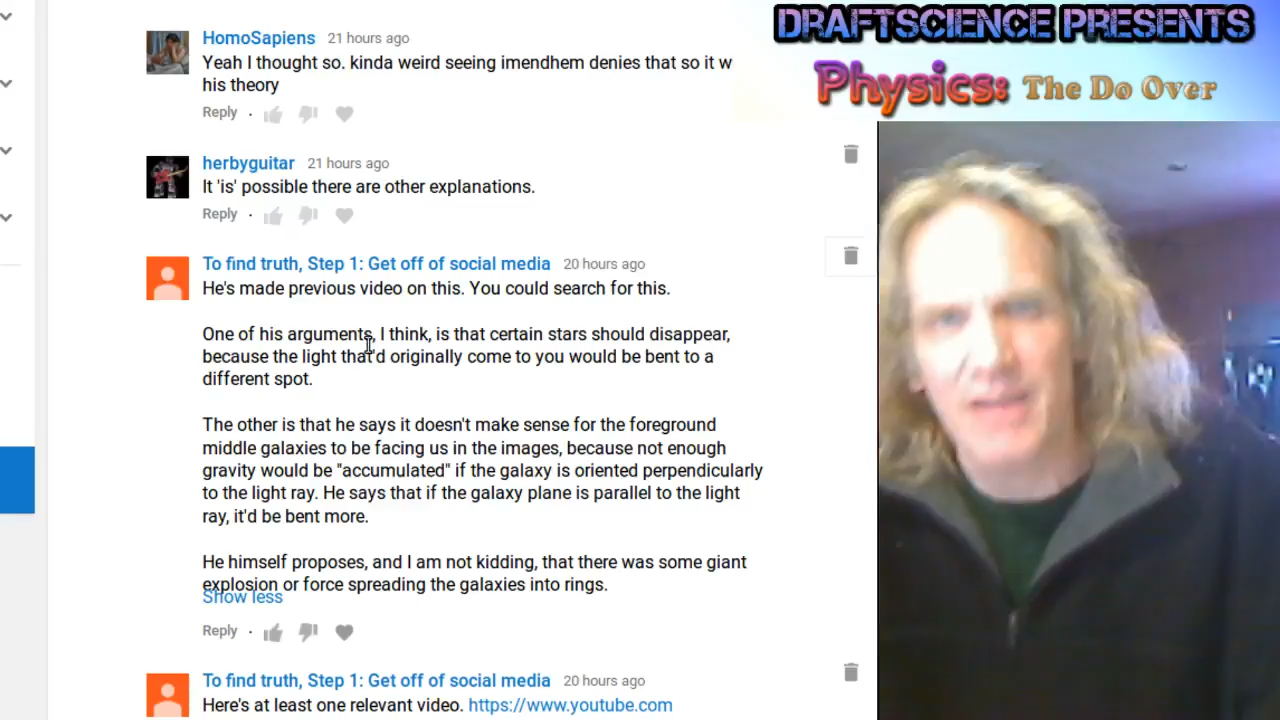 DRAFTSCIENCE PRESENTS
Physics: The Do Over
HomoSapiens 21 hours ago
Yeah I thought so. kinda weird seeing imendhem denies that so it w
his theory
Reply
herbyguitar 21 hours ago
It 'is' possible there are other explanations.
Reply
To find truth, Step 1: Get off of social media 20 hours ago
He's made previous video on this. You could search for this.
One of his arguments, I think, is that certain stars should disappear,
because the light that'd originally come to you would be bent to a
different spot.
The other is that he says it doesn't make sense for the foreground
middle galaxies to be facing us in the images, because not enough
gravity would be "accumulated" if the galaxy is oriented perpendicularly
to the light ray. He says that if the galaxy plane is parallel to the light
ray, it'd be bent more.
He himself proposes, and I am not kidding, that there was some giant
explosion or force spreading the galaxies into rings.
Show less
Reply
To find truth, Step 1: Get off of social media 20 hours ago
Here's at least one relevant video. https://www.youtube.com